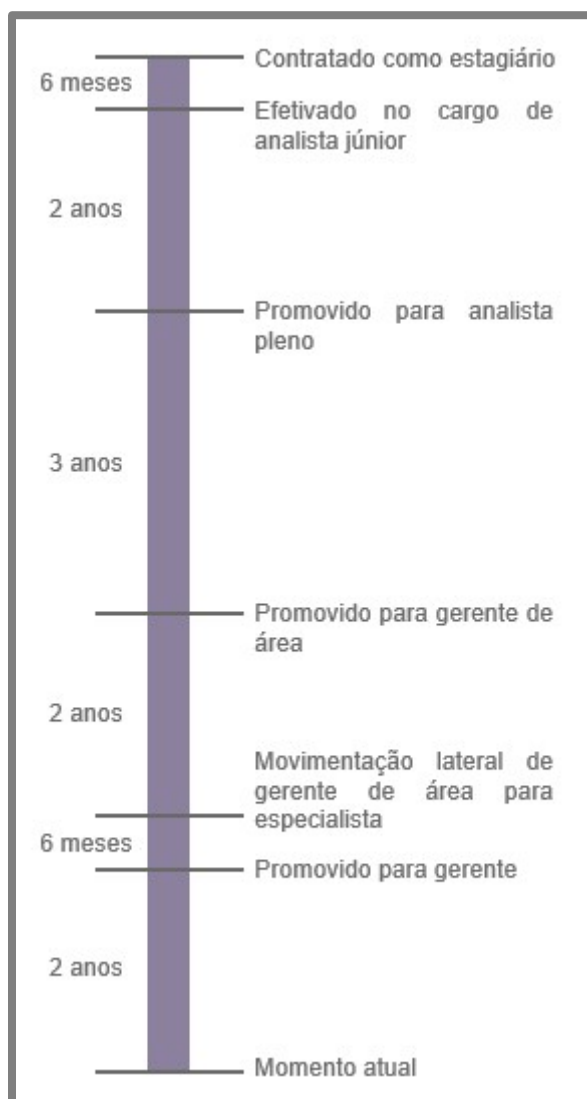 Contratado como estagiário
6 meses
Efetivado no cargo de
analista júnior
2 anos
Promovido para analista
pleno
3 anos
Promovido para gerente de
área
2 anos
Movimentação lateral de
gerente de área para
especialista
6 meses
Promovido para gerente
2 anos
Momento atual